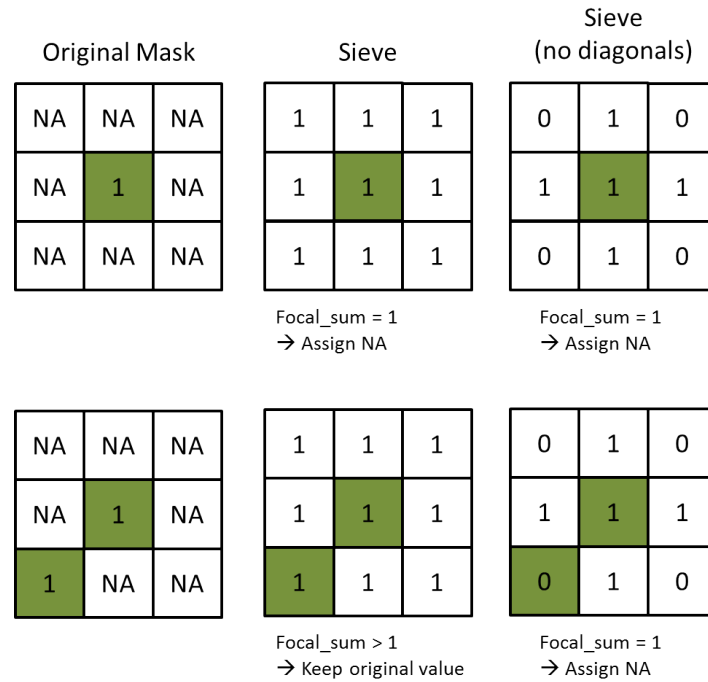 Original Mask Sieve Sieve
(no diagonals)
NA NA NA 1 1 1 0 1 0
NA 1 NA 1 1 1 1 1 1
NA NA NA 1 1 1 0 1 0
Focal_sum = 1 Focal_sum = 1
→ Assign NA → Assign NA
NA NA NA 1 1 1 0 1 0
NA 1 NA 1 1 1 1 1 1
1 NA NA 1 1 1 0 1 0
Focal_sum > 1 Focal_sum = 1
→ Keep original value → Assign NA